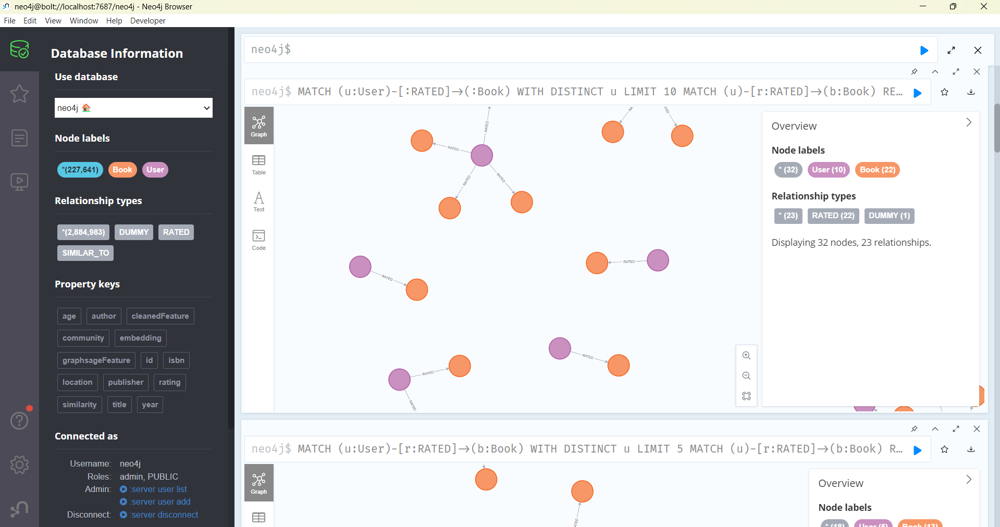 neo4j@bolt://localhost:7687/neo4j - Neo4j Browser
File Edit View Window Help Developer
Database Information
Use database
neo4j
Node labels
*(227,641) Book User
Relationship types
*(2,884,983) DUMMY RATED
SIMILAR_TO
Property keys
age author cleanedFeature
community embedding
graphsageFeature id isbn
location publisher rating
similarity title year
Connected as
Username: neo4j
Roles: admin, PUBLIC
Admin: :server user list
:server user add
Disconnect: :server disconnect
neo4j$
neo4j$ MATCH (u:User)-[:RATED]→(:Book) WITH DISTINCT u LIMIT 10 MATCH (u)-[r:RATED]→(b:Book) RE…
Graph
Table
Text
Code
RATED
RATED
RATED
RATED
RATED
RATED
RATED
RATED
RATED
Overview
Node labels
* (32) User (10) Book (22)
Relationship types
* (23) RATED (22) DUMMY (1)
Displaying 32 nodes, 23 relationships.
neo4j$ MATCH (u:User)-[r:RATED]→(b:Book) WITH DISTINCT u LIMIT 5 MATCH (u)-[r:RATED]→(b:Book) R…
Graph
Overview
Node labels
* (18) User (5) Book (13)